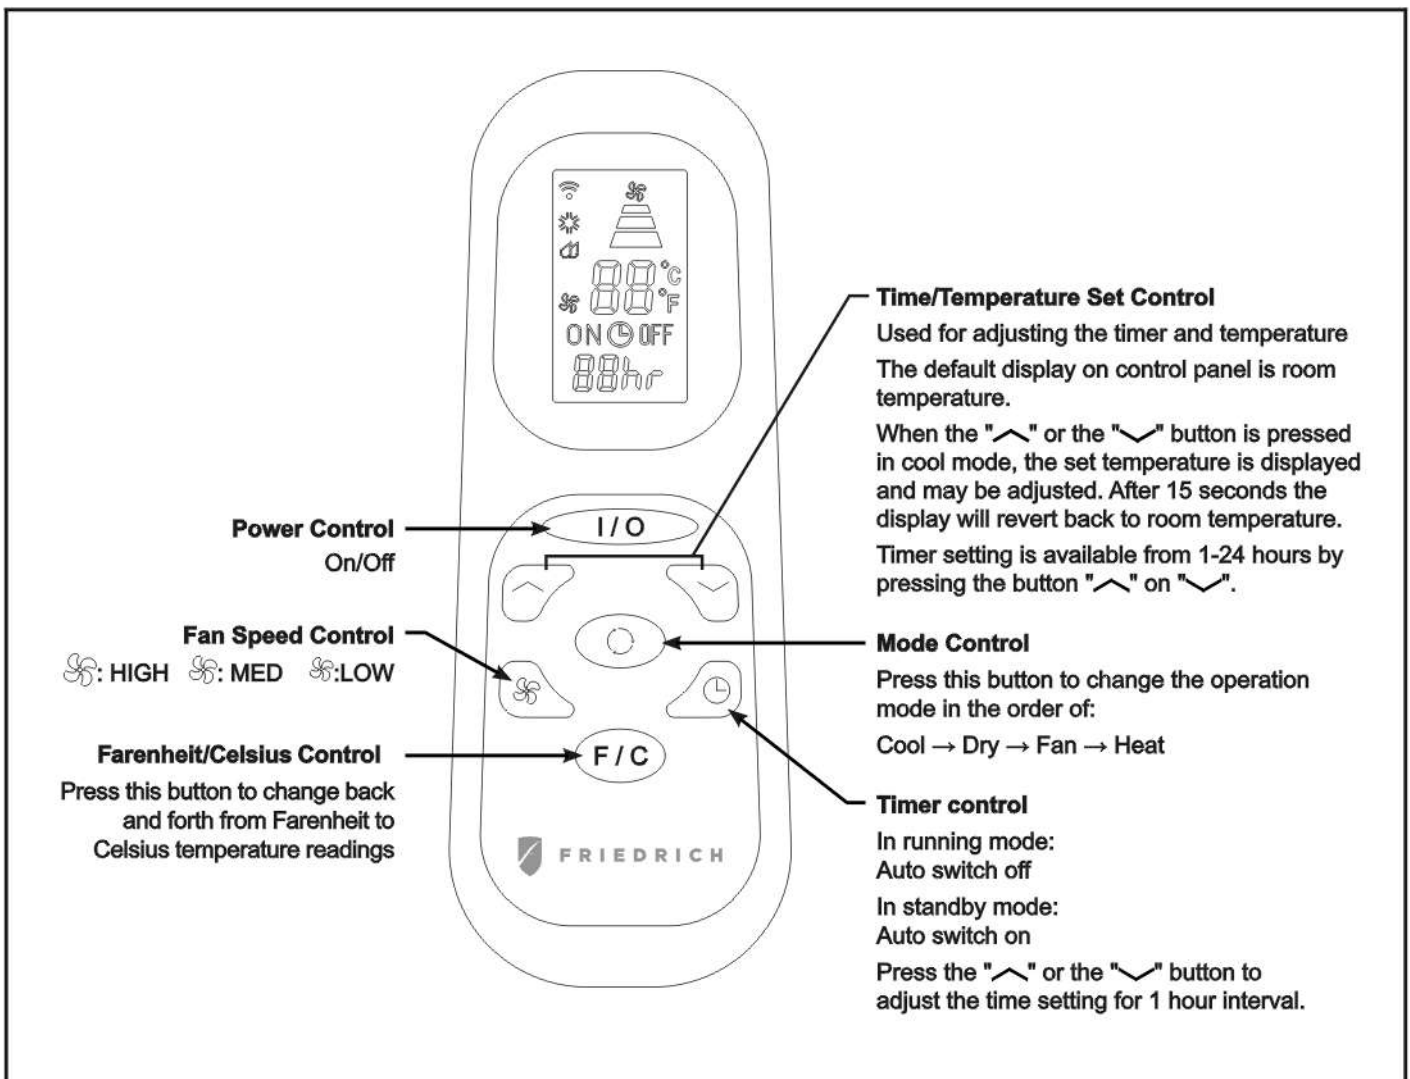 88°C
°F
ON OFF
88hr
I / O
F / C
FRIEDRICH
Power Control
On/Off
Fan Speed Control
: HIGH : MED :LOW
Farenheit/Celsius Control
Press this button to change back
and forth from Farenheit to
Celsius temperature readings
Time/Temperature Set Control
Used for adjusting the timer and temperature
The default display on control panel is room
temperature.
When the "︿" or the "﹀" button is pressed
in cool mode, the set temperature is displayed
and may be adjusted. After 15 seconds the
display will revert back to room temperature.
Timer setting is available from 1-24 hours by
pressing the button "︿" on "﹀".
Mode Control
Press this button to change the operation
mode in the order of:
Cool → Dry → Fan → Heat
Timer control
In running mode:
Auto switch off
In standby mode:
Auto switch on
Press the "︿" or the "﹀" button to
adjust the time setting for 1 hour interval.